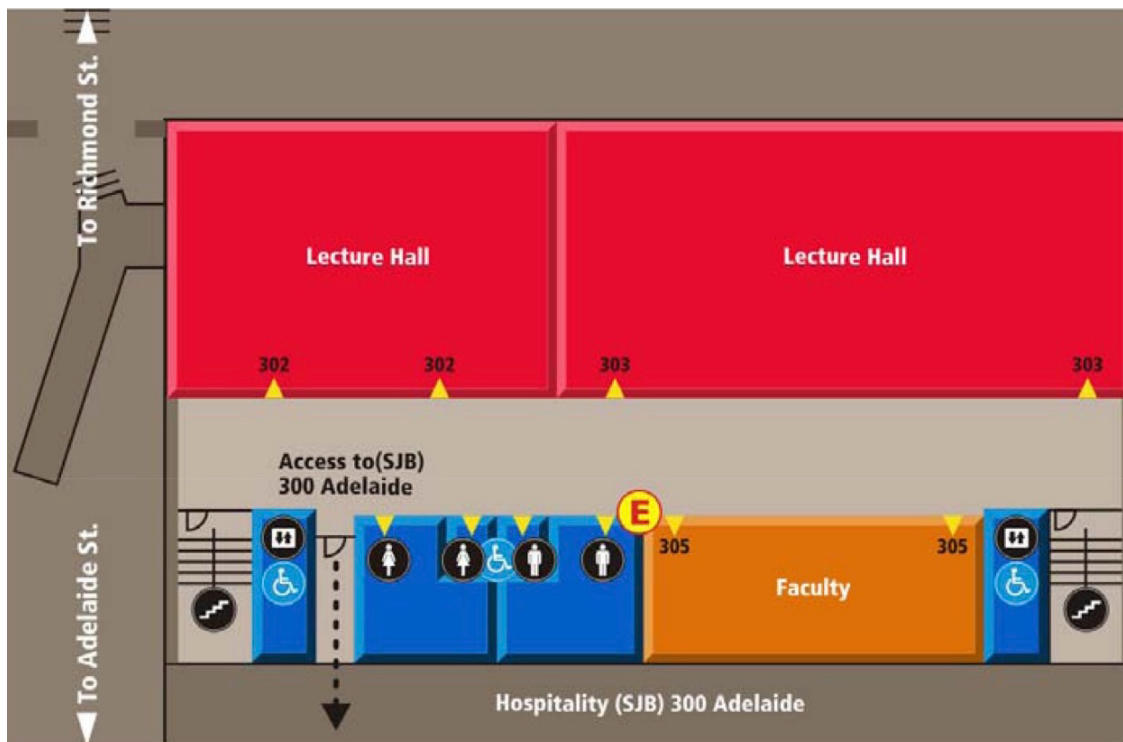 To Richmond St.
Lecture Hall
Lecture Hall
302
302
303
303
Access to(SJB)
300 Adelaide
E
305
305
Faculty
To Adelaide St.
Hospitality (SJB) 300 Adelaide